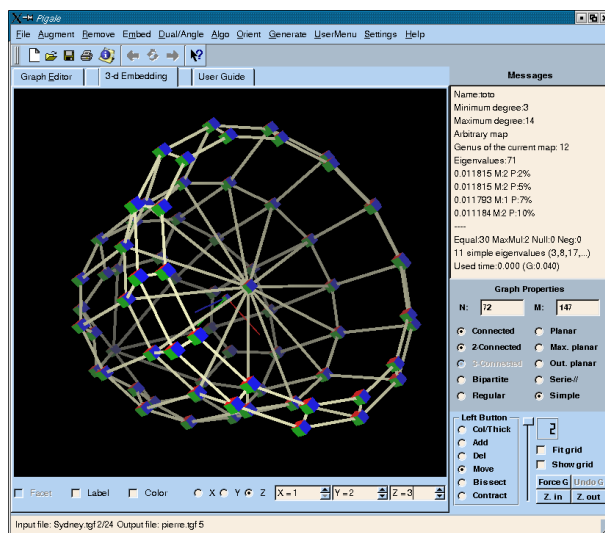 Pigale
File Augment Remove Embed Dual/Angle Algo Orient Generate UserMenu Settings Help
Graph Editor 3-d Embedding User Guide
Messages
Name:toto
Minimum degree:3
Maximum degree:14
Arbitrary map
Genus of the current map: 12
Eigenvalues:71
0.011815 M:2 P:2%
0.011815 M:2 P:5%
0.011793 M:1 P:7%
0.011184 M:2 P:10%
----
Equal:30 MaxMul:2 Null:0 Neg:0
11 simple eigenvalues (3,8,17,...)
Used time:0.000 (G:0.040)
Graph Properties
N: 72 M: 147
Connected Planar
2-Connected Max. planar
3-Connected Out. planar
Bipartite Serie-//
Regular Simple
Left Button
Col/Thick
Add
Del
Move
Bissect
Contract
2
Fit grid
Show grid
Force G Undo G
Z. in Z. out
Facet Label Color X Y Z X = 1 Y = 2 Z = 3
Input file: Sydney.tgf 2/24 Output file: pierre.tgf 5